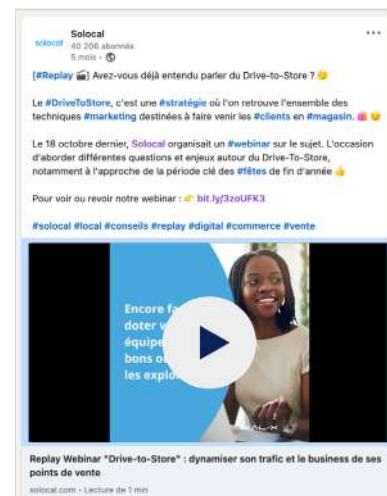 Solocal
solocal
40 206 abonnés
5 mois •
[#Replay 🎬] Avez-vous déjà entendu parler du Drive-to-Store ? 🤔
Le #DriveToStore, c'est une #stratégie où l'on retrouve l'ensemble des
techniques #marketing destinées à faire venir les #clients en #magasin. 🛍 😉
Le 18 octobre dernier, Solocal organisait un #webinar sur le sujet. L'occasion
d'aborder différentes questions et enjeux autour du Drive-To-Store,
notamment à l'approche de la période clé des #fêtes de fin d'année 👍
Pour voir ou revoir notre webinar : 👉 bit.ly/3zoUFK3
#solocal #local #conseils #replay #digital #commerce #vente
Encore
doter
équipe
bons
les
Replay Webinar "Drive-to-Store" : dynamiser son trafic et le business de ses
points de vente
solocal.com • Lecture de 1 min